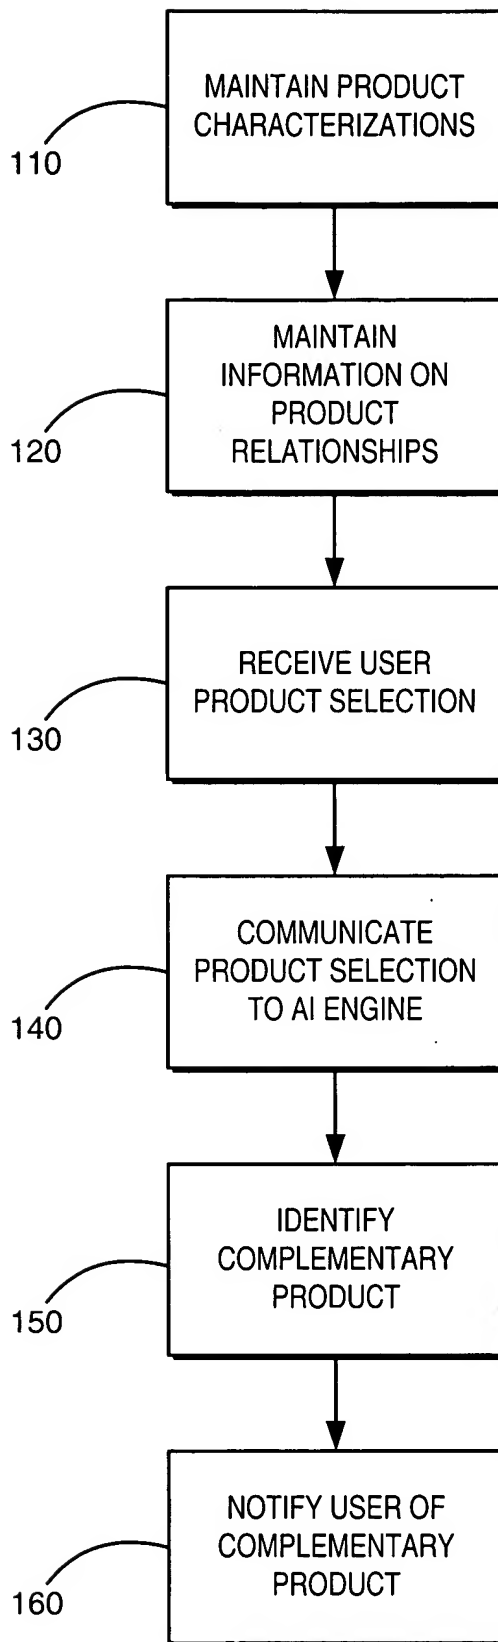 MAINTAIN PRODUCT
CHARACTERIZATIONS
110
MAINTAIN
INFORMATION ON
PRODUCT
RELATIONSHIPS
120
RECEIVE USER
PRODUCT SELECTION
130
COMMUNICATE
PRODUCT SELECTION
TO AI ENGINE
140
IDENTIFY
COMPLEMENTARY
PRODUCT
150
NOTIFY USER OF
COMPLEMENTARY
PRODUCT
160